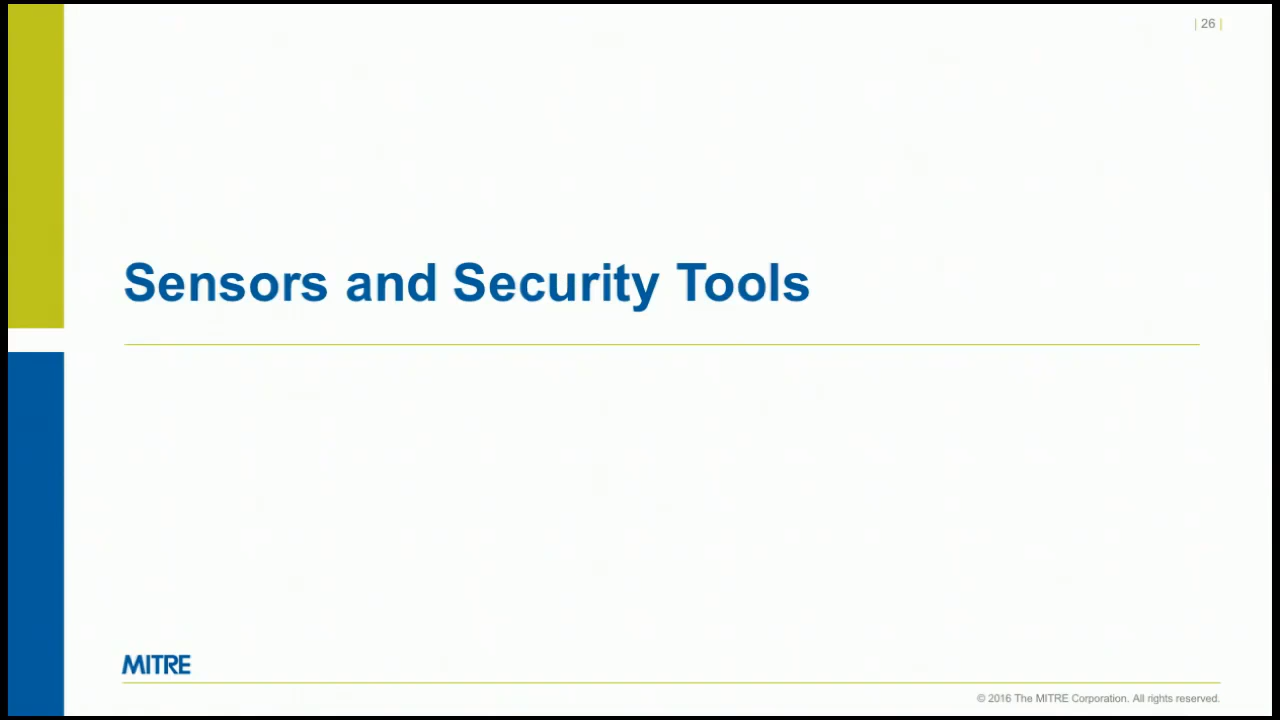 | 26 |
Sensors and Security Tools
MITRE
© 2016 The MITRE Corporation. All rights reserved.